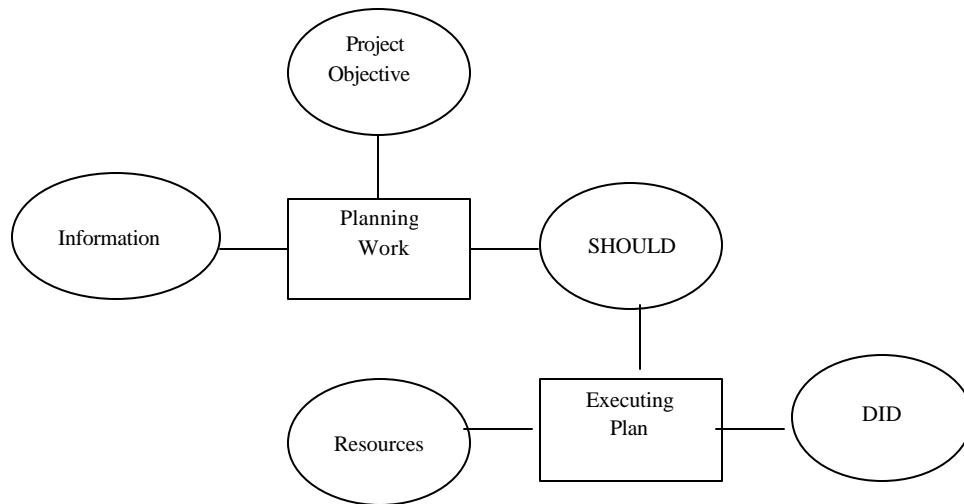 Project
Objective
Information
Planning
Work
SHOULD
Resources
Executing
Plan
DID